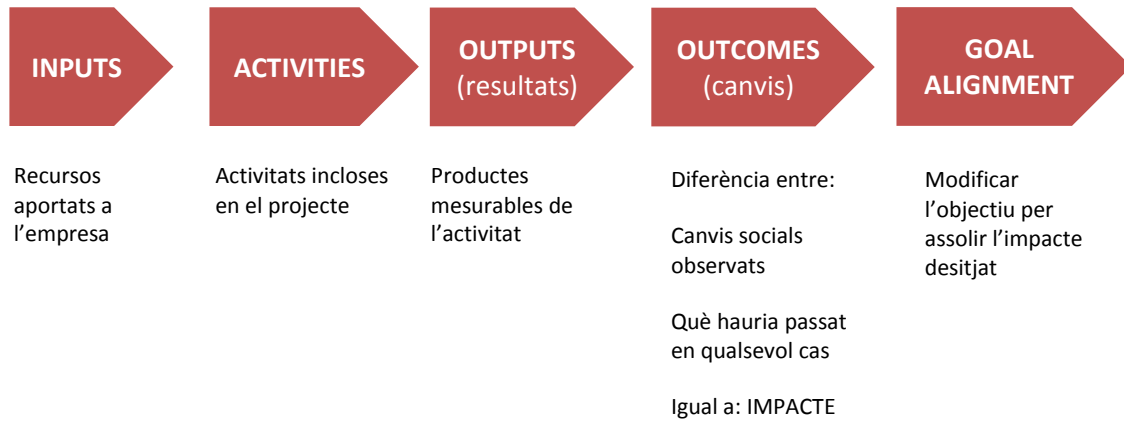 INPUTS
ACTIVITIES
OUTPUTS
(resultats)
OUTCOMES
(canvis)
GOAL
ALIGNMENT
Recursos
aportats a
l’empresa
Activitats incloses
en el projecte
Productes
mesurables de
l’activitat
Diferència entre:
Canvis socials
observats
Què hauria passat
en qualsevol cas
Igual a: IMPACTE
Modificar
l’objectiu per
assolir l’impacte
desitjat